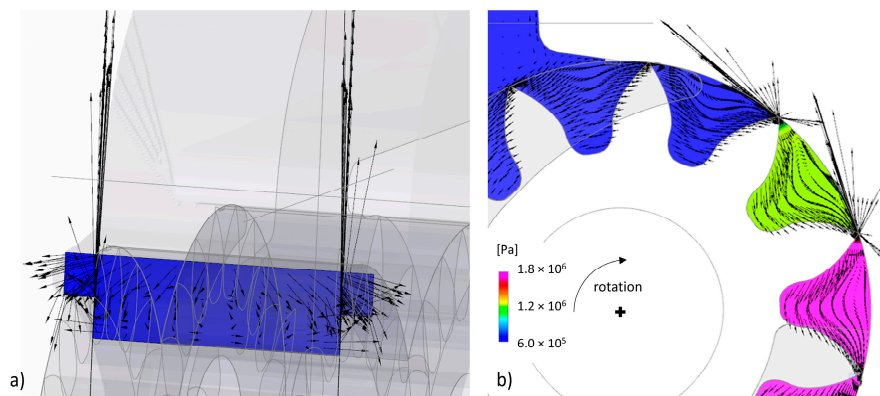 a)
[Pa]
1.8 × 10⁶
1.2 × 10⁶
6.0 × 10⁵
rotation
b)